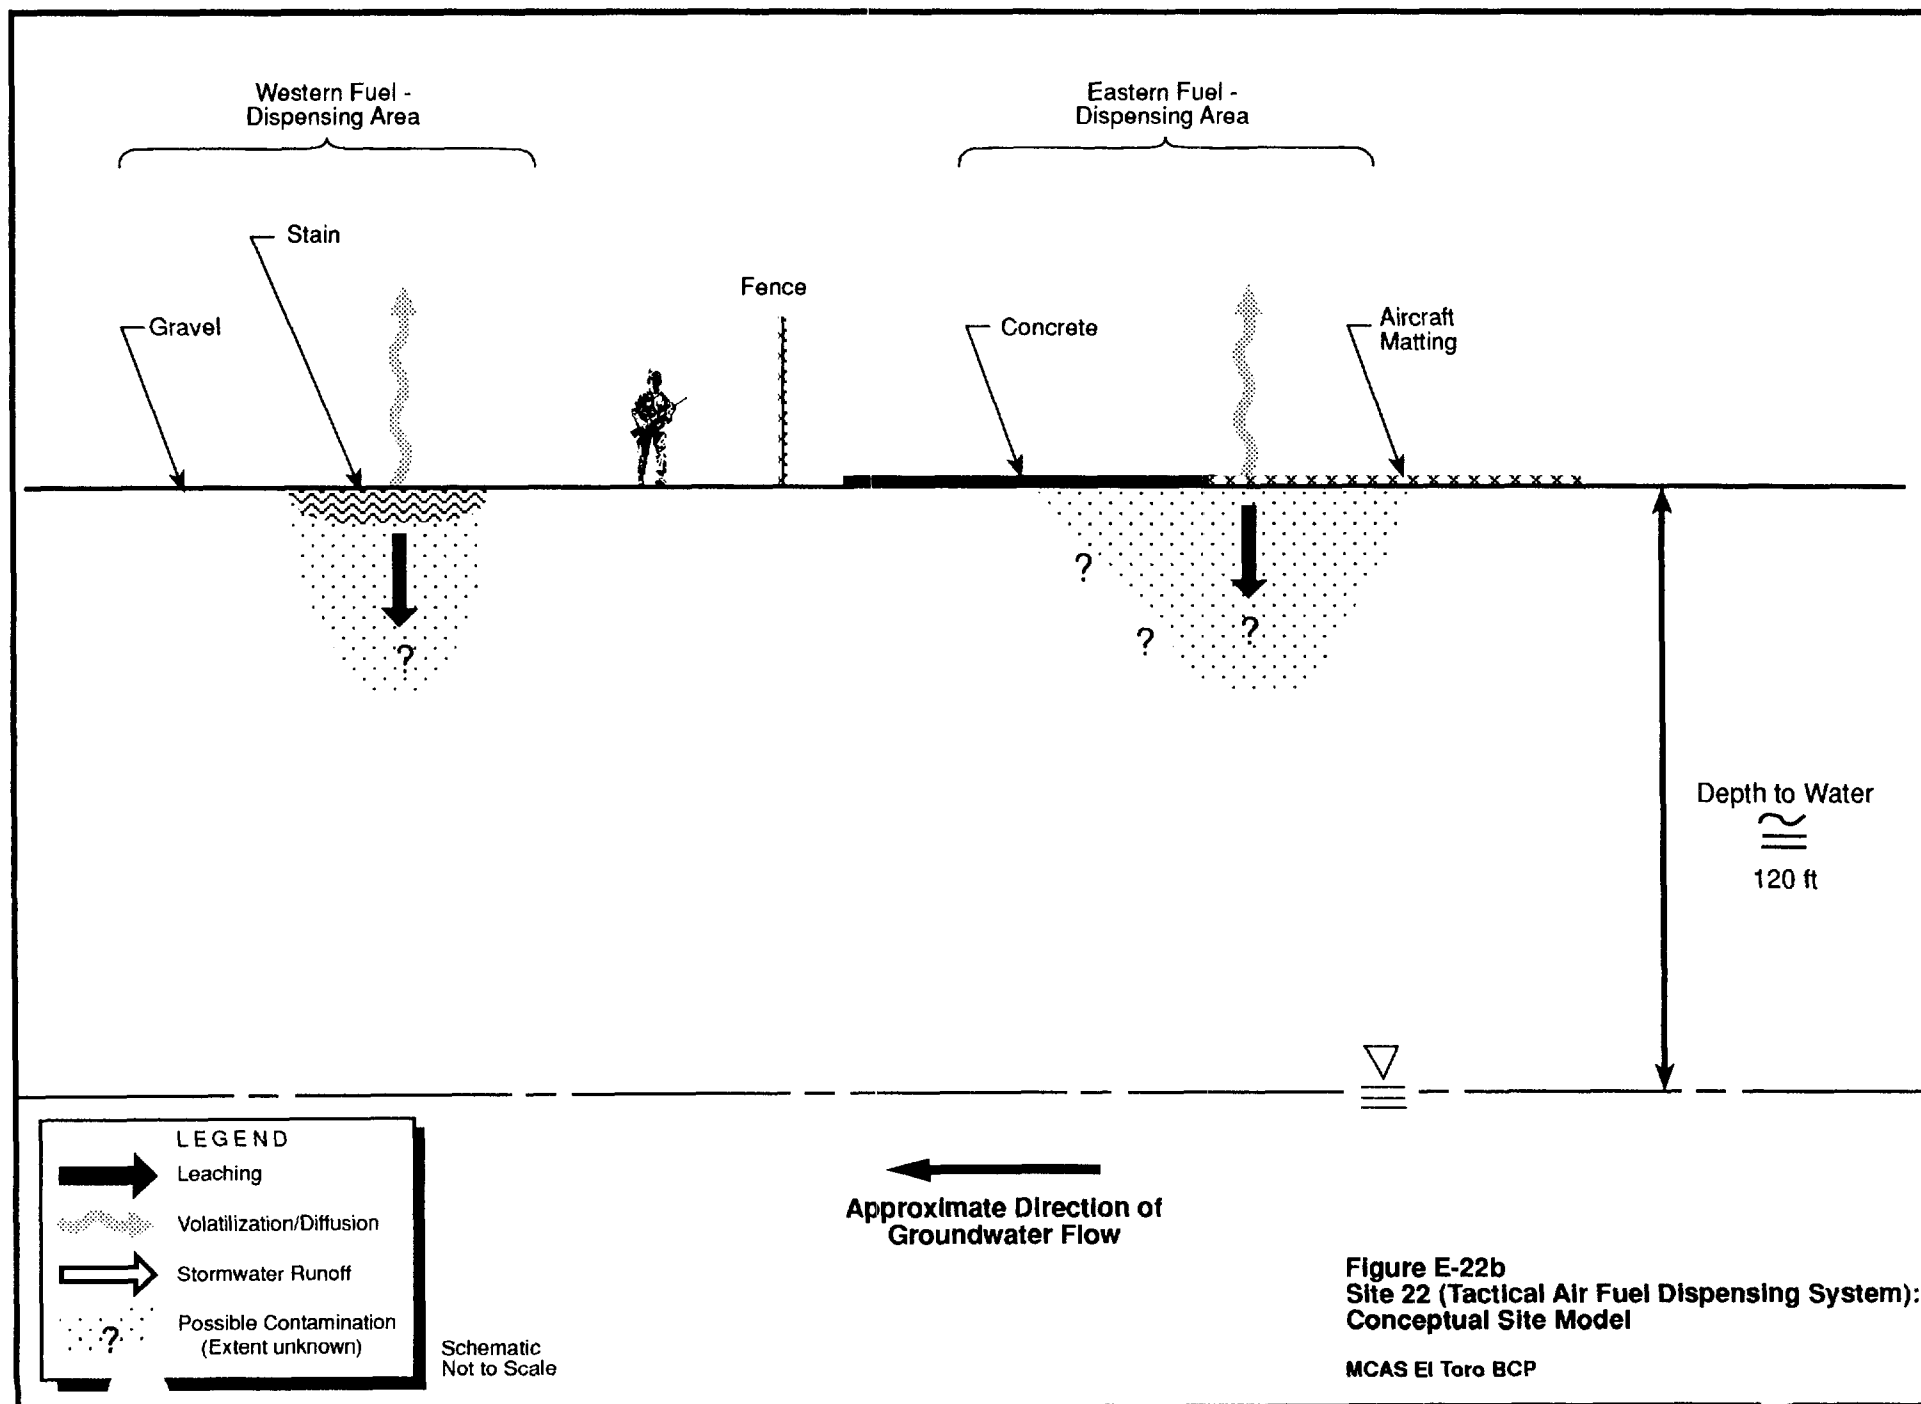 Western Fuel -
Dispensing Area
Eastern Fuel -
Dispensing Area
Stain
Gravel
Fence
Concrete
Aircraft
Matting
?
?
?
?
Depth to Water
≅
120 ft
LEGEND
Leaching
Volatilization/Diffusion
Stormwater Runoff
?
Possible Contamination
(Extent unknown)
Schematic
Not to Scale
Approximate Direction of
Groundwater Flow
Figure E-22b
Site 22 (Tactical Air Fuel Dispensing System):
Conceptual Site Model
MCAS El Toro BCP